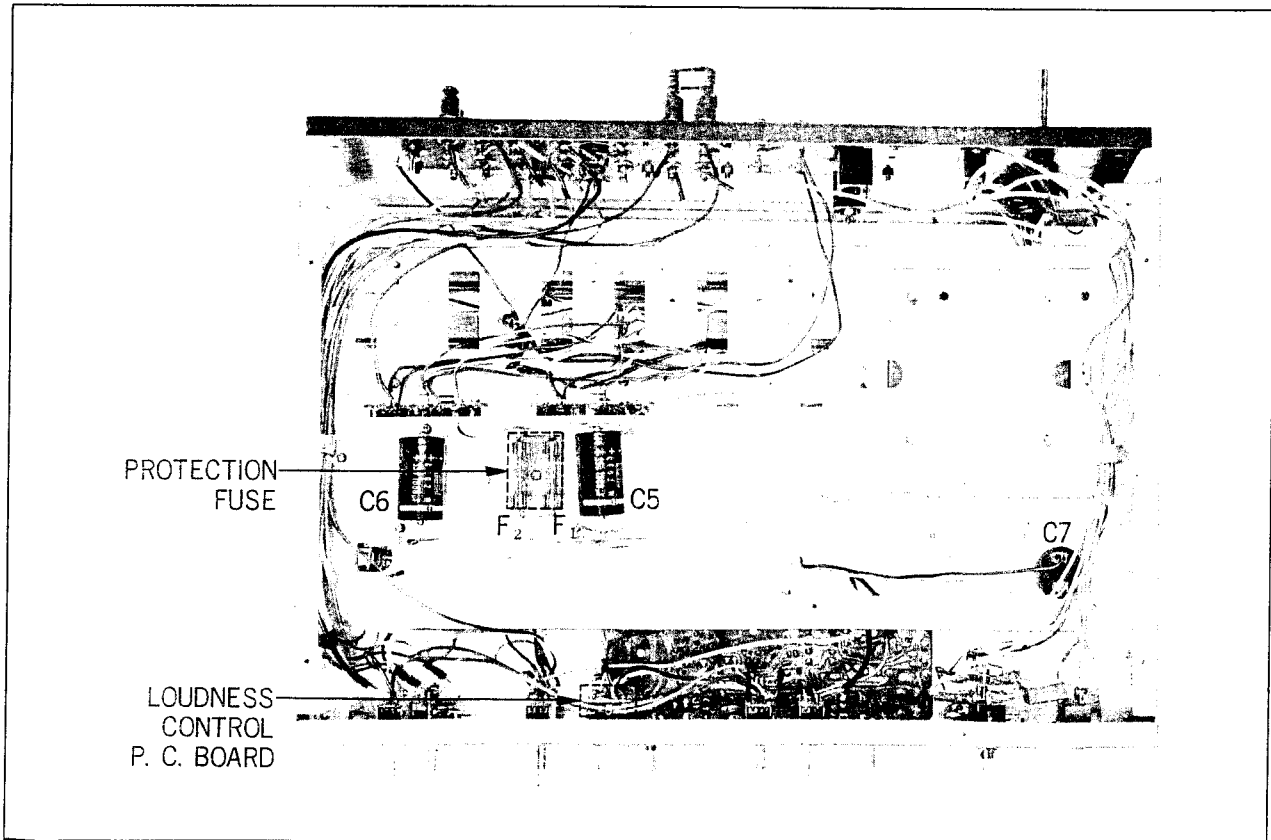 PROTECTION
FUSE
C6
F₂
F₁
C5
C7
LOUDNESS
CONTROL
P. C. BOARD